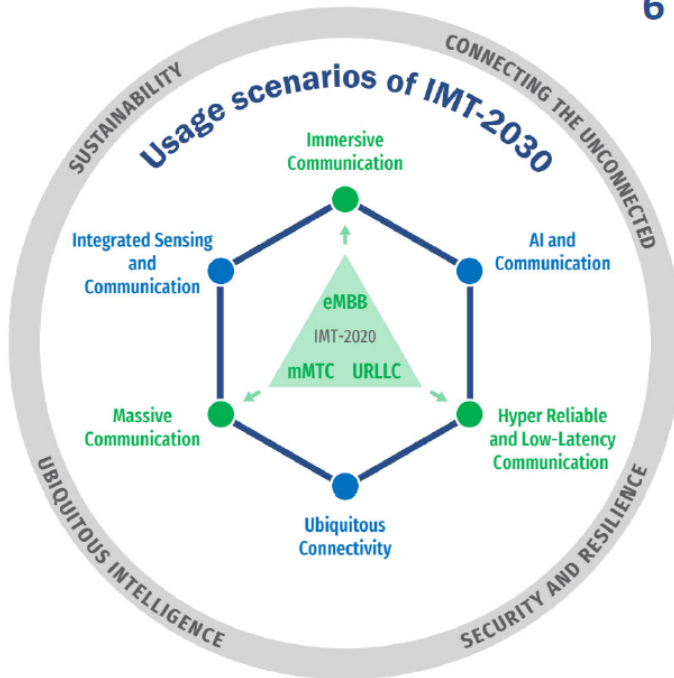 6
SUSTAINABILITY
CONNECTING THE UNCONNECTED
Usage scenarios of IMT-2030
Immersive
Communication
Integrated Sensing
and
Communication
AI and
Communication
eMBB
IMT-2020
mMTC URLLC
Massive
Communication
Hyper Reliable
and Low-Latency
Communication
Ubiquitous
Connectivity
UBIQUITOUS INTELLIGENCE
SECURITY AND RESILIENCE